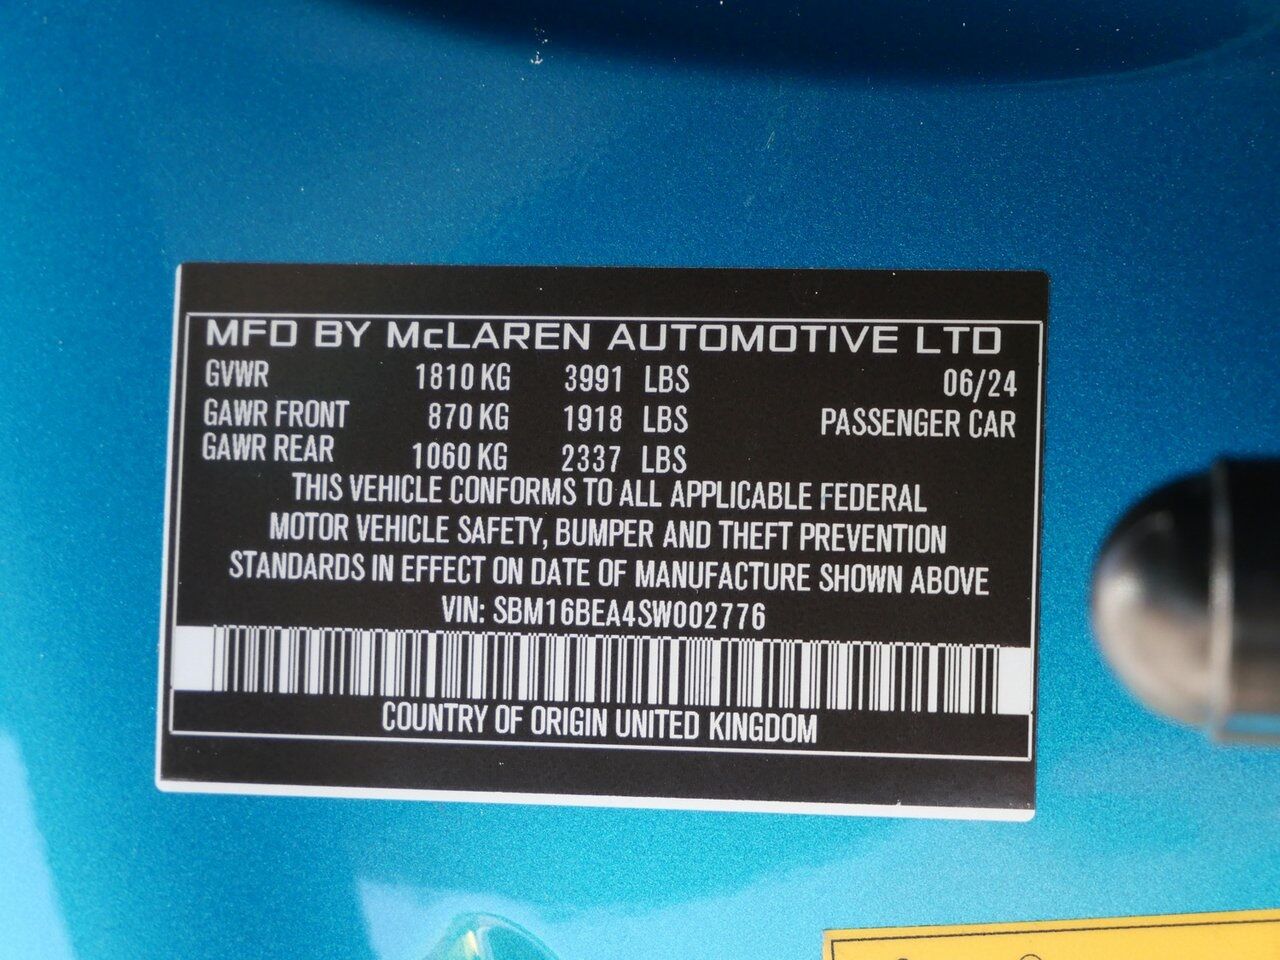 MFD BY McLAREN AUTOMOTIVE LTD
GVWR 1810 KG 3991 LBS 06/24
GAWR FRONT 870 KG 1918 LBS PASSENGER CAR
GAWR REAR 1060 KG 2337 LBS
THIS VEHICLE CONFORMS TO ALL APPLICABLE FEDERAL
MOTOR VEHICLE SAFETY, BUMPER AND THEFT PREVENTION
STANDARDS IN EFFECT ON DATE OF MANUFACTURE SHOWN ABOVE
VIN: SBM16BEA4SW002776
COUNTRY OF ORIGIN UNITED KINGDOM